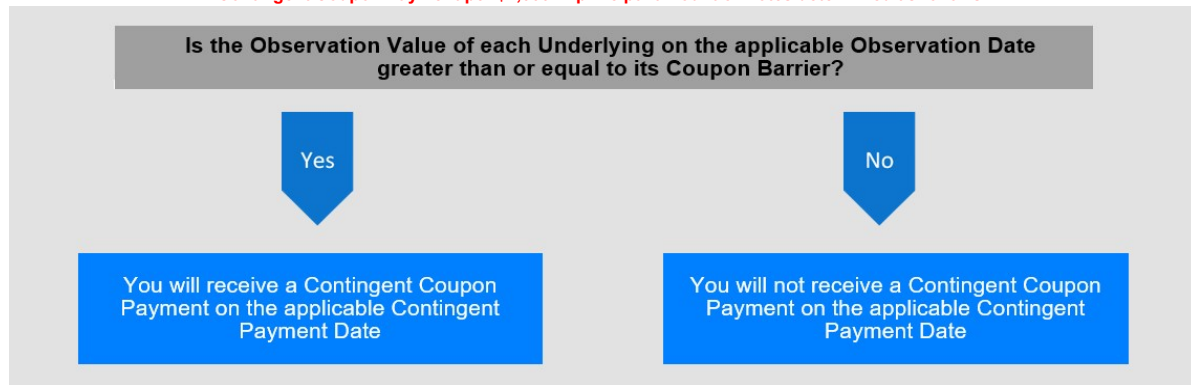 Is the Observation Value of each Underlying on the applicable Observation Date
greater than or equal to its Coupon Barrier?
Yes
No
You will receive a Contingent Coupon
Payment on the applicable Contingent
Payment Date
You will not receive a Contingent Coupon
Payment on the applicable Contingent
Payment Date